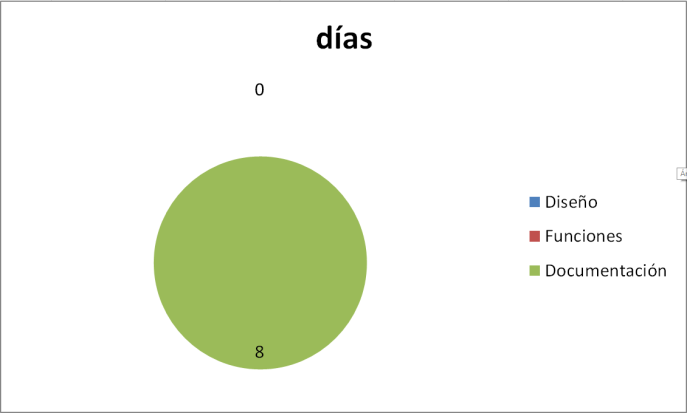 días
0
8
Diseño
Funciones
Documentación